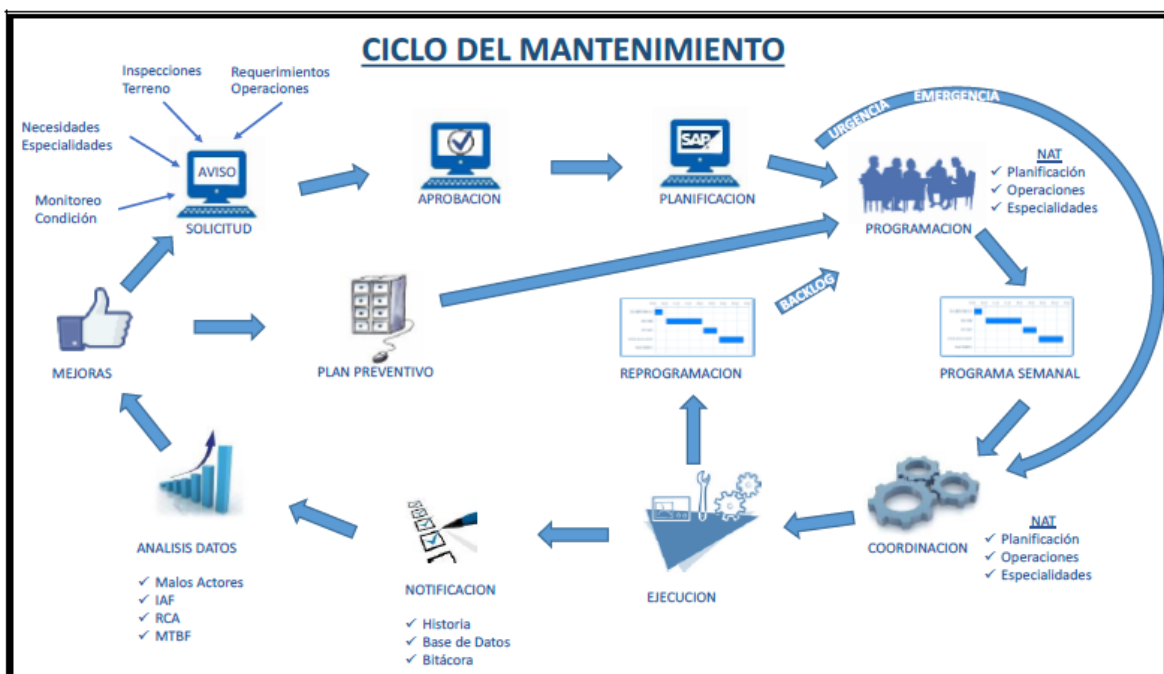 CICLO DEL MANTENIMIENTO
Inspecciones
Terreno
Requerimientos
Operaciones
Necesidades
Especialidades
Monitoreo
Condición
AVISO
SOLICITUD
APROBACION
SAP
PLANIFICACION
URGENCIA
EMERGENCIA
PROGRAMACION
NAT
✓ Planificación
✓ Operaciones
✓ Especialidades
MEJORAS
PLAN PREVENTIVO
BACKLOG
REPROGRAMACION
PROGRAMA SEMANAL
ANALISIS DATOS
✓ Malos Actores
✓ IAF
✓ RCA
✓ MTBF
NOTIFICACION
✓ Historia
✓ Base de Datos
✓ Bitácora
EJECUCION
COORDINACION
NAT
✓ Planificación
✓ Operaciones
✓ Especialidades